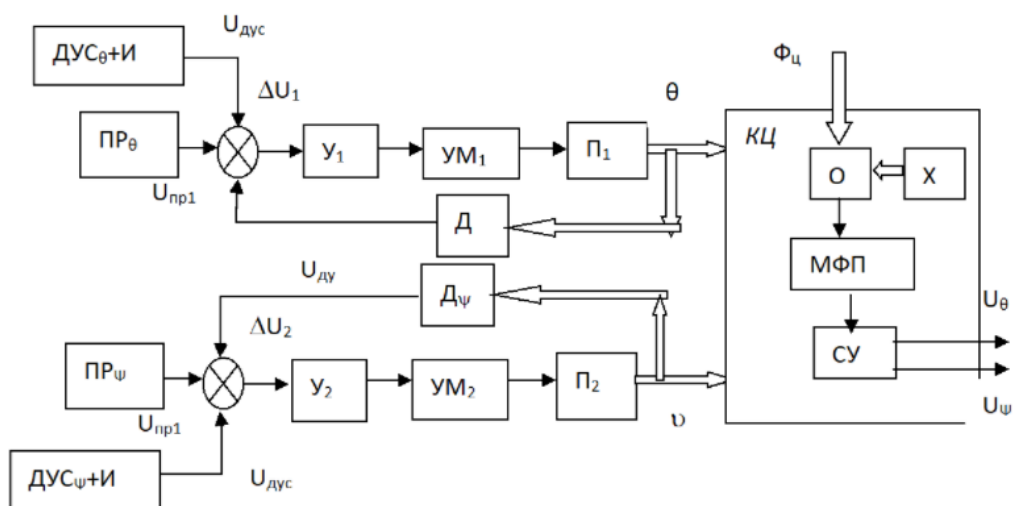 Uдус
ДУСθ+И
Фц
ΔU1
θ
КЦ
ПРθ
У1
УМ1
П1
О
Х
Uпр1
Д
МФП
Uду
Дψ
Uθ
ΔU2
СУ
ПРψ
У2
УМ2
П2
Uψ
Uпр1
υ
ДУСψ+И
Uдус